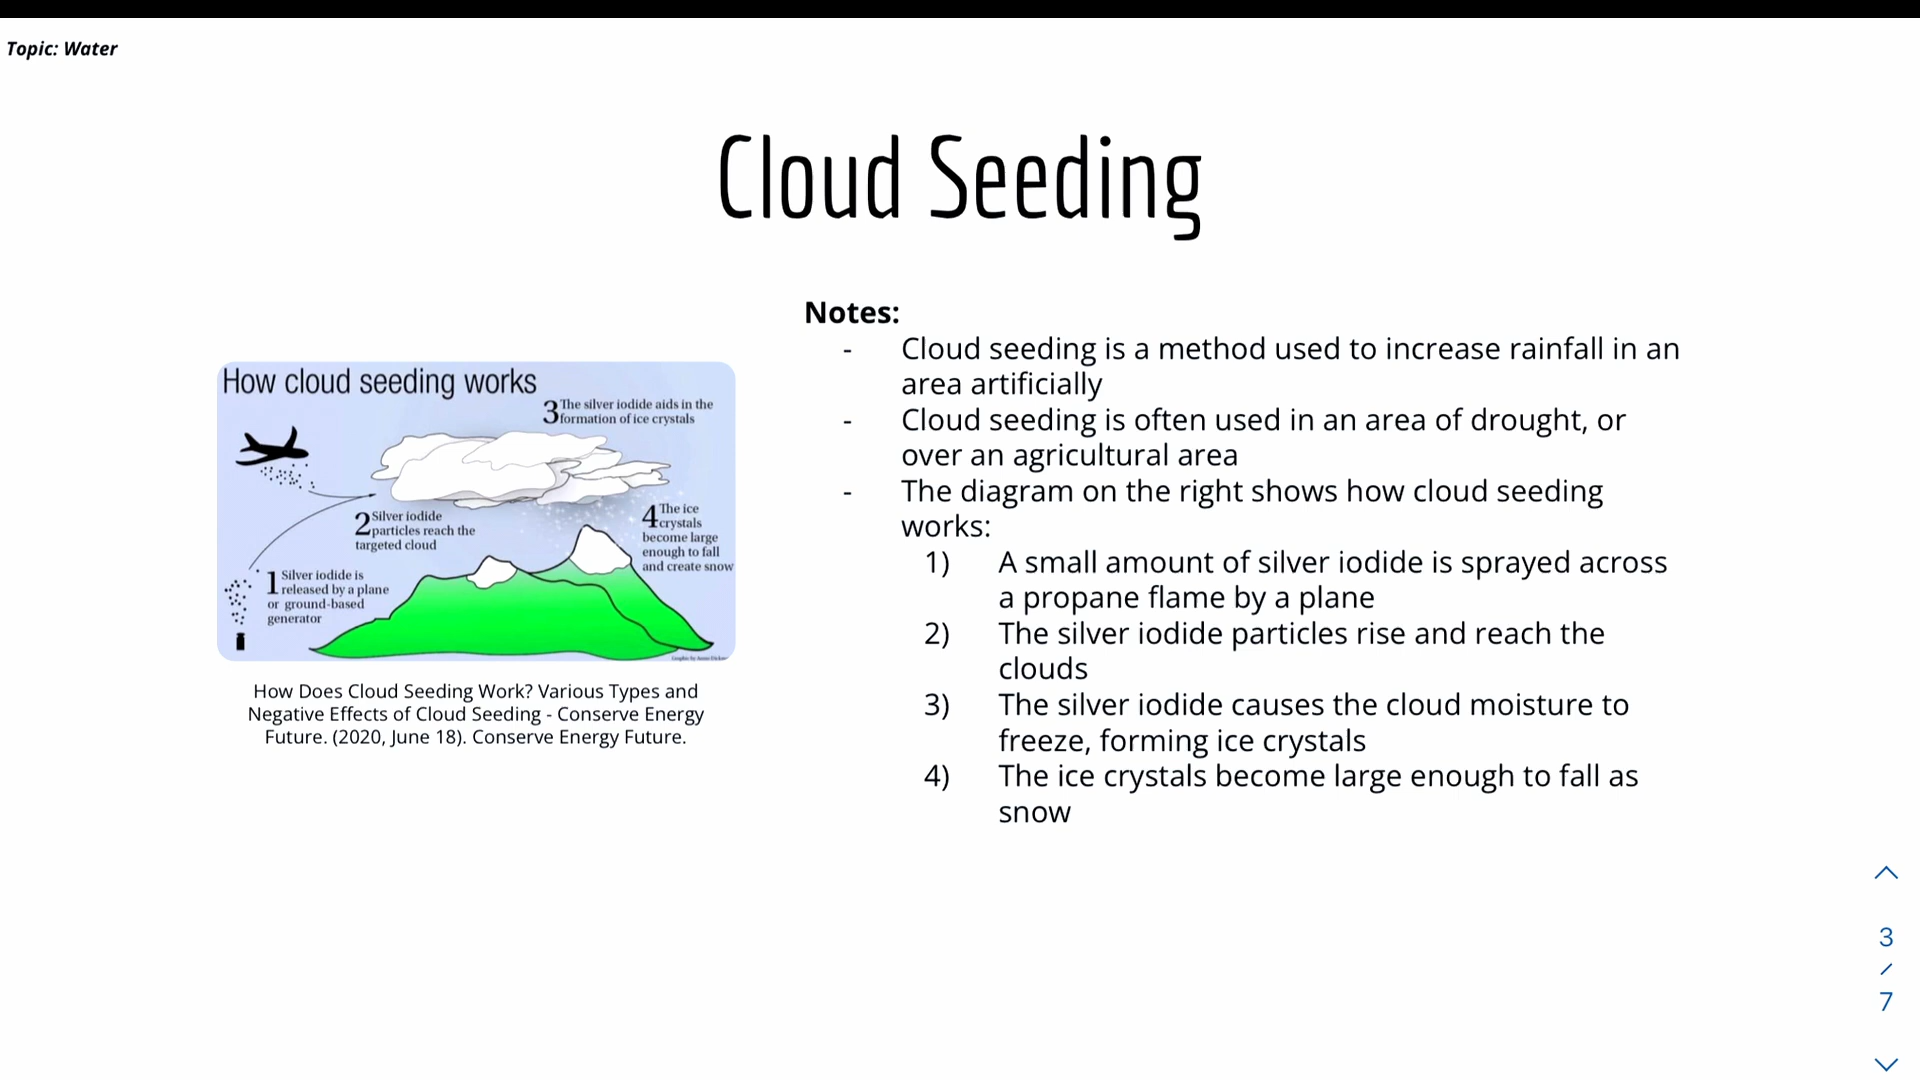 Topic: Water
Cloud Seeding
How cloud seeding works
3 The silver iodide aids in the
formation of ice crystals
2 Silver iodide
particles reach the
targeted cloud
4 The ice
crystals
become large
enough to fall
and create snow
1 Silver iodide is
released by a plane
or ground-based
generator
How Does Cloud Seeding Work? Various Types and
Negative Effects of Cloud Seeding - Conserve Energy
Future. (2020, June 18). Conserve Energy Future.
Notes:
- Cloud seeding is a method used to increase rainfall in an
area artificially
- Cloud seeding is often used in an area of drought, or
over an agricultural area
- The diagram on the right shows how cloud seeding
works:
1) A small amount of silver iodide is sprayed across
a propane flame by a plane
2) The silver iodide particles rise and reach the
clouds
3) The silver iodide causes the cloud moisture to
freeze, forming ice crystals
4) The ice crystals become large enough to fall as
snow
3
/
7